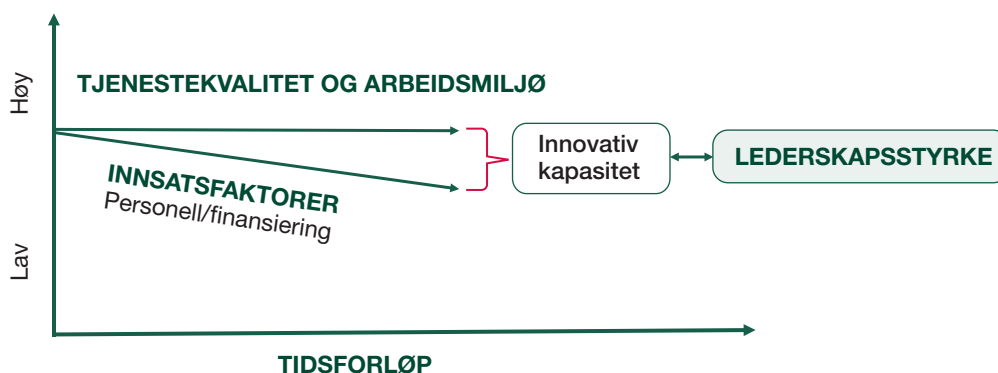 Høy
TJENESTEKVALITET OG ARBEIDSMILJØ
Innovativ
kapasitet
LEDERSKAPSSTYRKE
INNSATSFAKTORER
Personell/finansiering
Lav
TIDSFORLØP